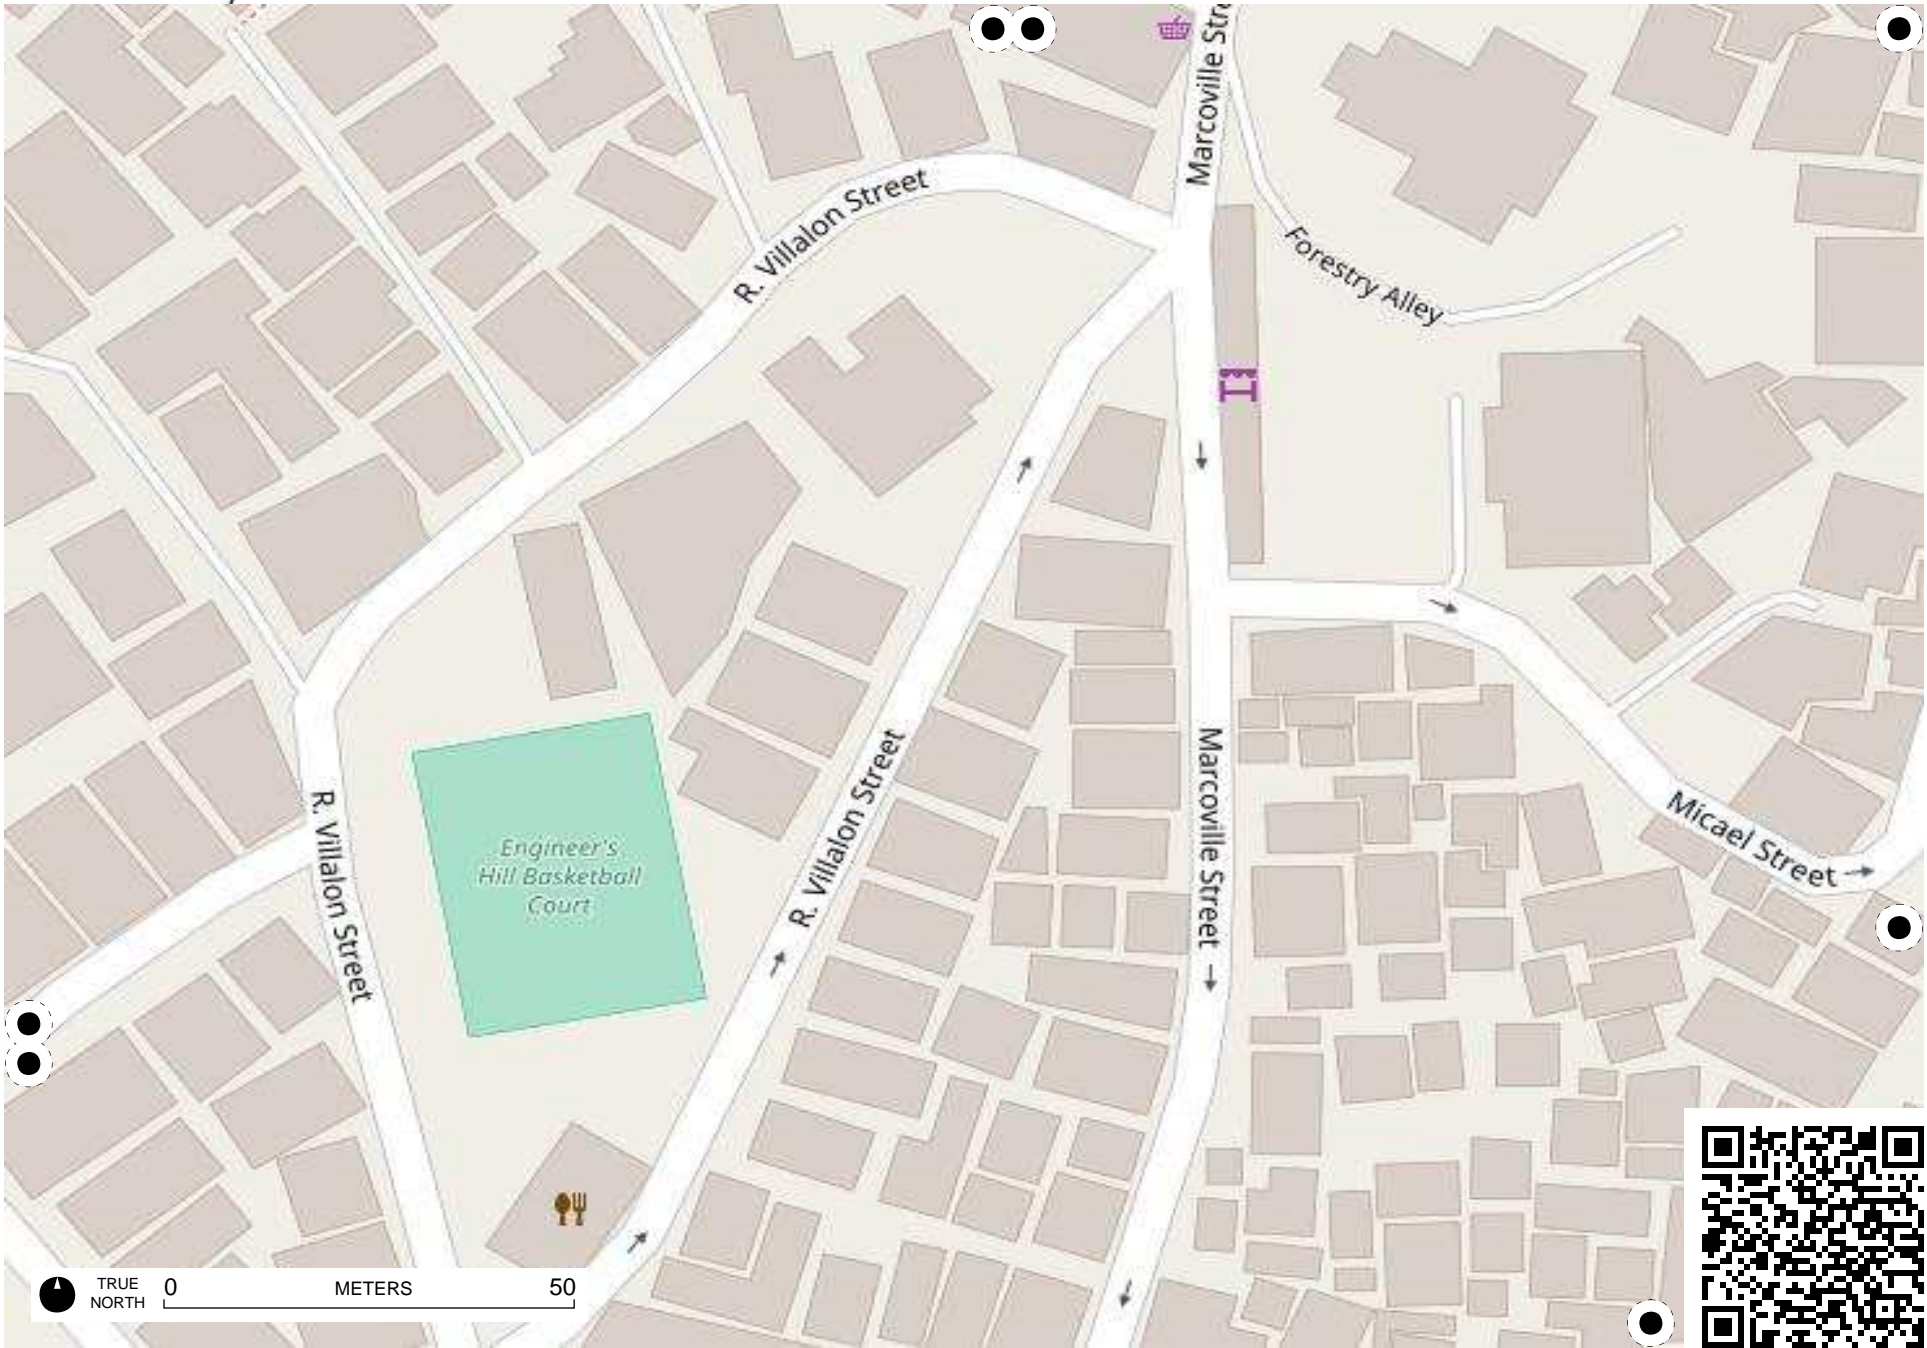 Marcoville Str
R. Villalon Street
Forestry Alley
R. Villalon Street
Marcoville Street
R. Villalon Street
Micael Street
Engineer's
Hill Basketball
Court
TRUE
NORTH
0
METERS
50